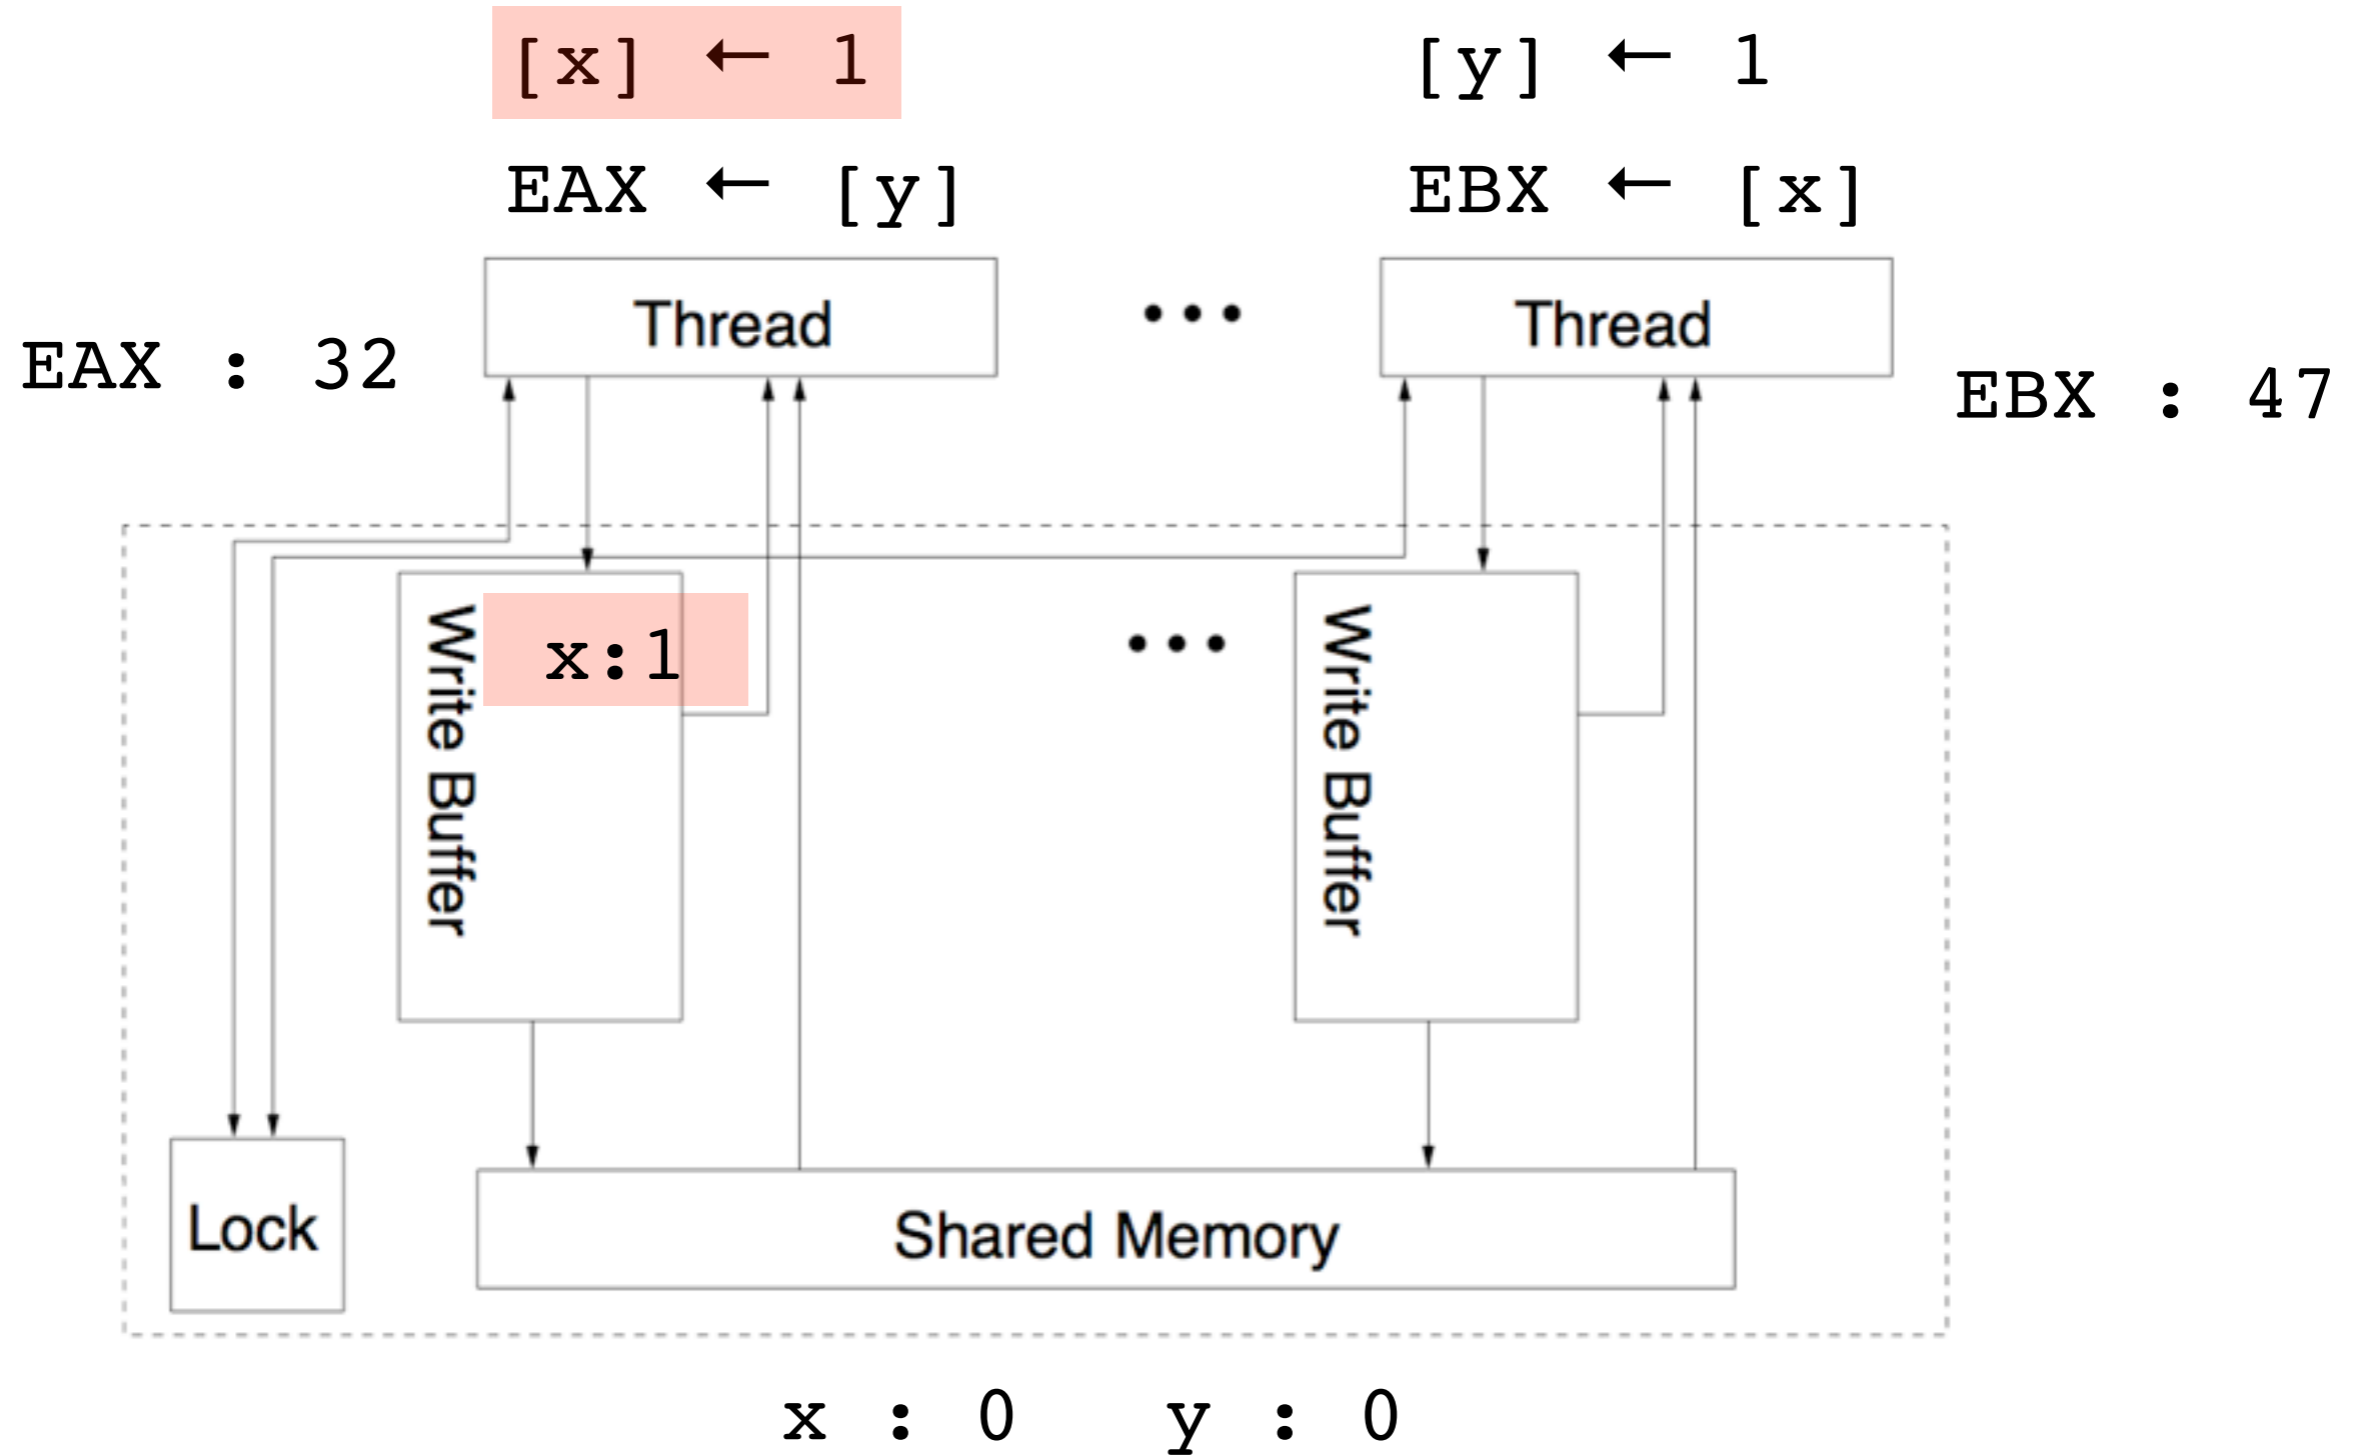 [x] ← 1
[y] ← 1
EAX ← [y]
EBX ← [x]
Thread
• • •
Thread
EAX : 32
EBX : 47
Write Buffer
x:1
• • •
Write Buffer
Lock
Shared Memory
x : 0 y : 0